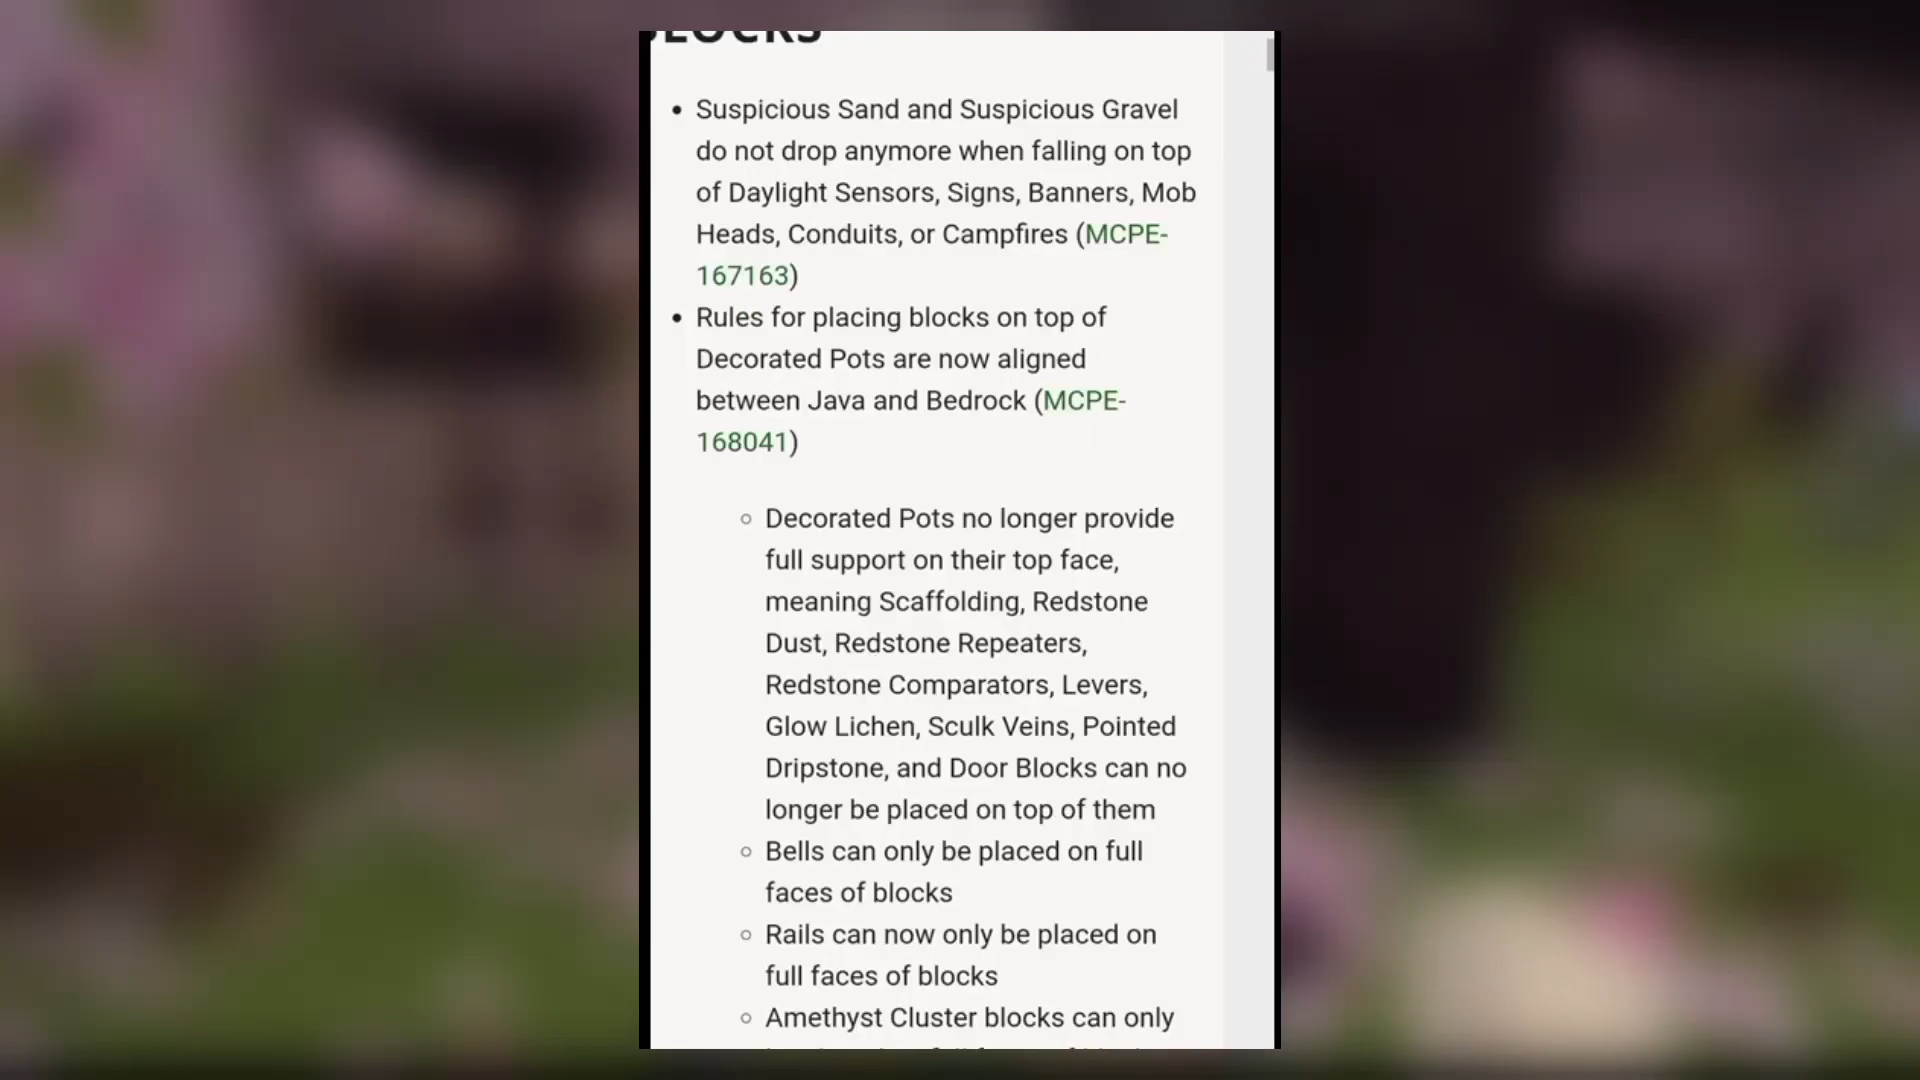 BLOCKS
• Suspicious Sand and Suspicious Gravel
do not drop anymore when falling on top
of Daylight Sensors, Signs, Banners, Mob
Heads, Conduits, or Campfires (MCPE-
167163)
• Rules for placing blocks on top of
Decorated Pots are now aligned
between Java and Bedrock (MCPE-
168041)
○ Decorated Pots no longer provide
full support on their top face,
meaning Scaffolding, Redstone
Dust, Redstone Repeaters,
Redstone Comparators, Levers,
Glow Lichen, Sculk Veins, Pointed
Dripstone, and Door Blocks can no
longer be placed on top of them
○ Bells can only be placed on full
faces of blocks
○ Rails can now only be placed on
full faces of blocks
○ Amethyst Cluster blocks can only